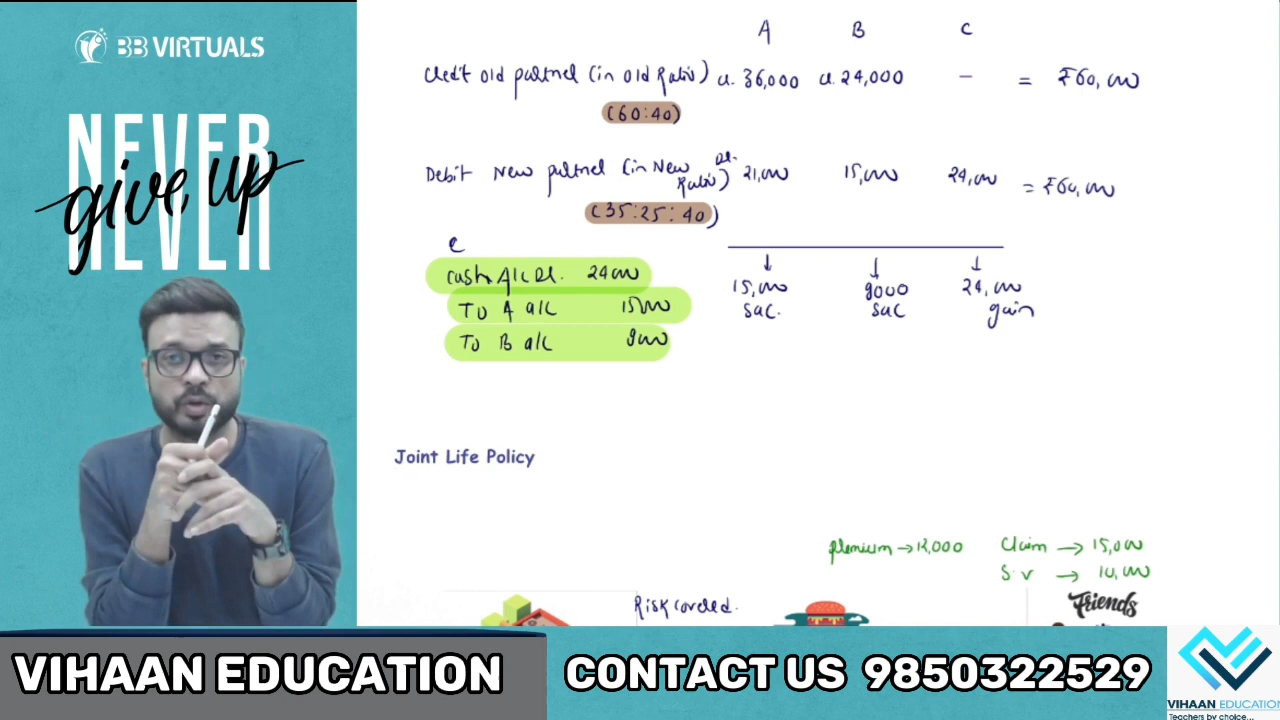 BB VIRTUALS
NEVER
give up
NEVER
A B C
Credit old partner (in old Ratio) cr. 36,000 cr. 24,000 – = ₹60,000
(60:40)
Debit New partner (in New Ratio) Dr. 21,000 15,000 24,000 = ₹60,000
(35:25:40)
Cash A/c Dr. 24000
To A a/c 15000
To B a/c 9000
15,000 9000 24,000
sac. sac gain
Joint Life Policy
premium → 12,000 Claim → 15,000
S.V → 10,000
Risk covered.
Friends
VIHAAN EDUCATION
CONTACT US 9850322529
VIHAAN EDUCATION
Teachers by choice...